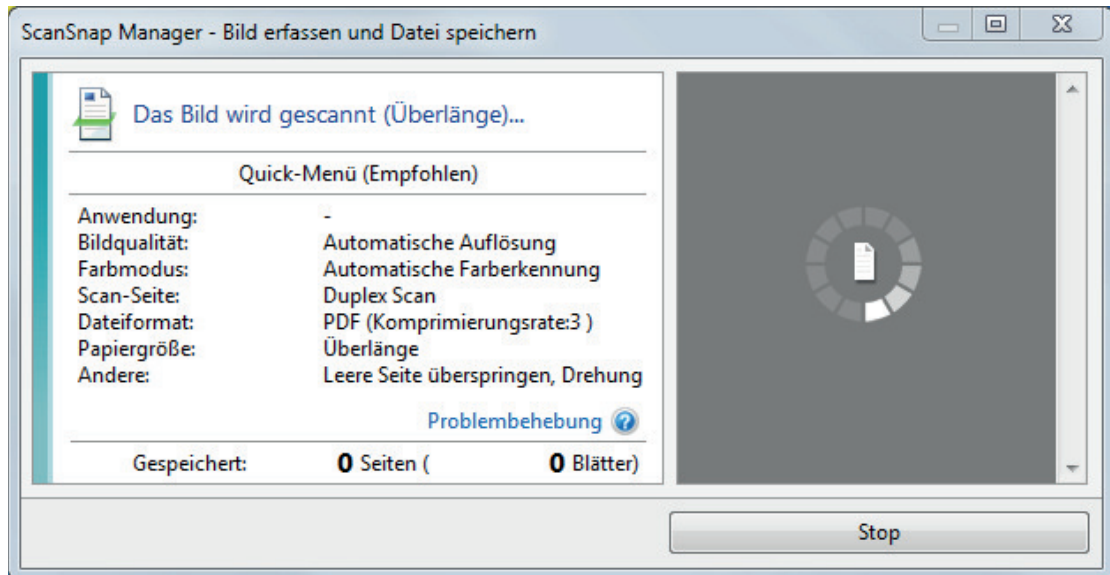 ScanSnap Manager - Bild erfassen und Datei speichern
Das Bild wird gescannt (Überlänge)...
Quick-Menü (Empfohlen)
Anwendung: -
Bildqualität: Automatische Auflösung
Farbmodus: Automatische Farberkennung
Scan-Seite: Duplex Scan
Dateiformat: PDF (Komprimierungsrate:3 )
Papiergröße: Überlänge
Andere: Leere Seite überspringen, Drehung
Problembehebung ?
Gespeichert: 0 Seiten ( 0 Blätter)
Stop